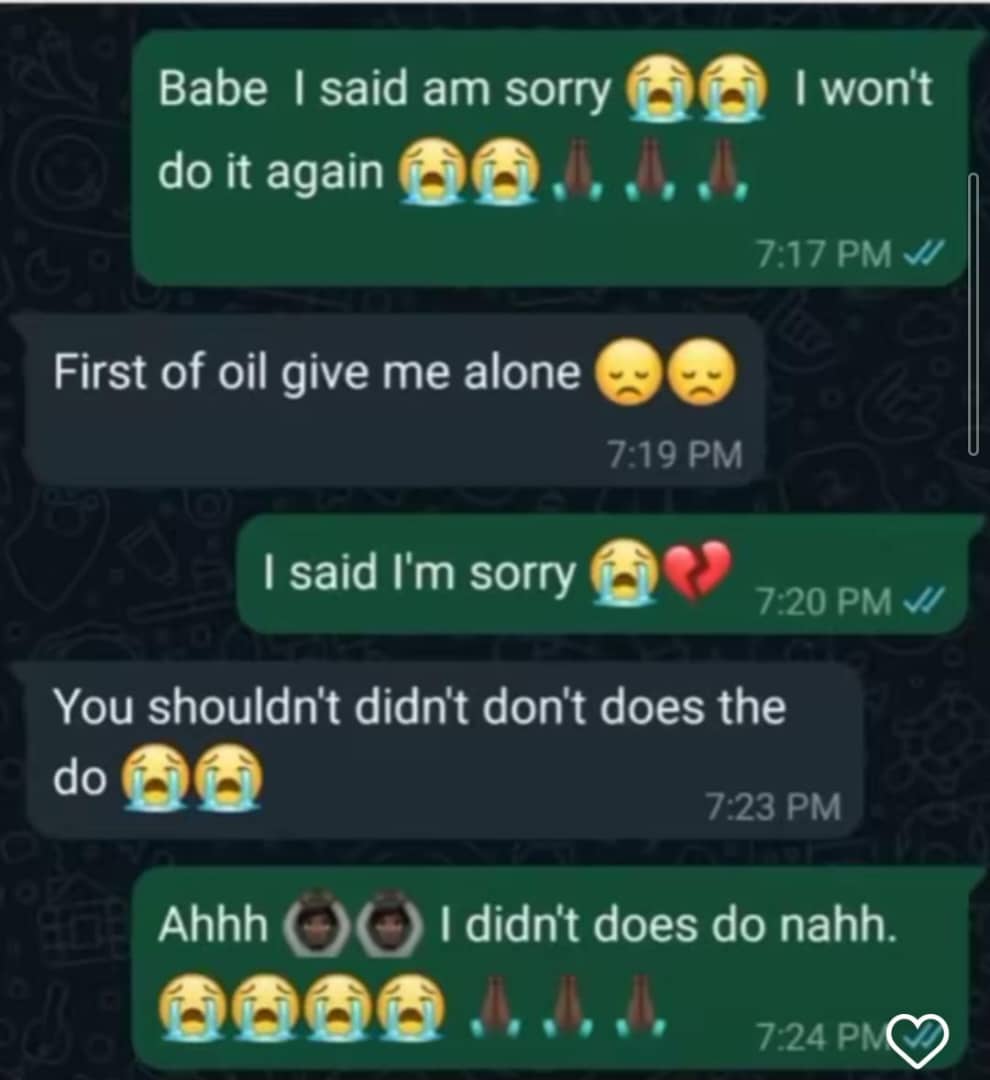 Babe I said am sorry 😭😭 I won't
do it again 😭😭🙏🏿🙏🏿🙏🏿
7:17 PM
First of oil give me alone 😞😞
7:19 PM
I said I'm sorry 😭💔 7:20 PM
You shouldn't didn't don't does the
do 😭😭
7:23 PM
Ahhh 🙆🏿🙆🏿 I didn't does do nahh.
😭😭😭😭🙏🏿🙏🏿🙏🏿 7:24 PM